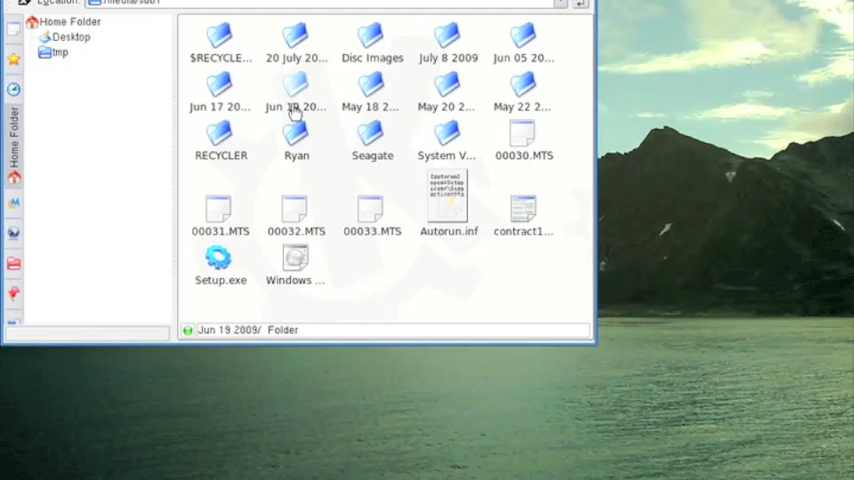 Location: /media/sub1
Home Folder
Desktop
tmp
Home Folder
$RECYCLE... 20 July 20... Disc Images July 8 2009 Jun 05 20...
Jun 17 20... Jun 19 20... May 18 2... May 20 2... May 22 2...
RECYCLER Ryan Seagate System V... 00030.MTS
00031.MTS 00032.MTS 00033.MTS Autorun.inf contract1...
Setup.exe Windows ...
Jun 19 2009/ Folder